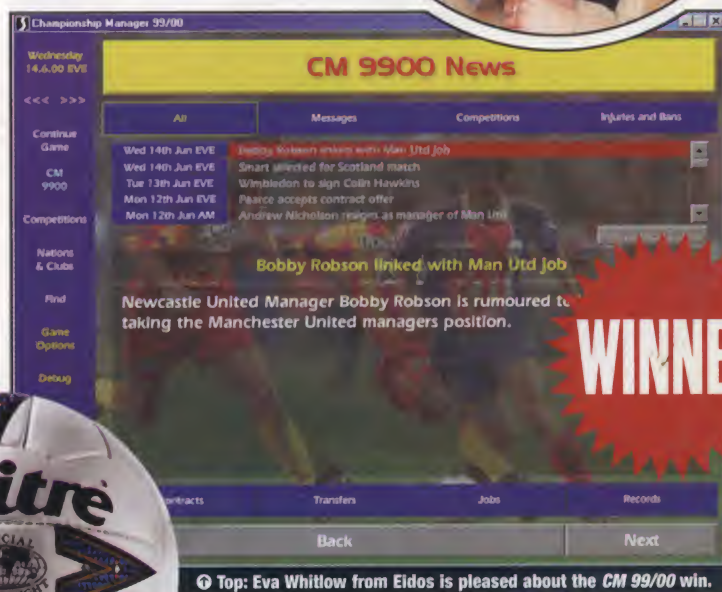 Championship Manager 99/00
Wednesday
14.6.00 EVE
<<< >>>
Continue
Game
CM
9900
Competitions
Nations
& Clubs
Find
Game
Options
Debug
CM 9900 News
All Messages Competitions Injuries and Bans
Wed 14th Jun EVE Bobby Robson linked with Man Utd job
Wed 14th Jun EVE Smart selected for Scotland match
Tue 13th Jun EVE Wimbledon to sign Colin Hawkins
Mon 12th Jun EVE Pearce accepts contract offer
Mon 12th Jun AM Andrew Nicholson resigns as manager of Man Utd
Bobby Robson linked with Man Utd job
Newcastle United Manager Bobby Robson is rumoured to
taking the Manchester United managers position.
WINNE
itre
CIAL
GHT
ontracts Transfers Jobs Records
Back Next
Top: Eva Whitlow from Eidos is pleased about the CM 99/00 win.